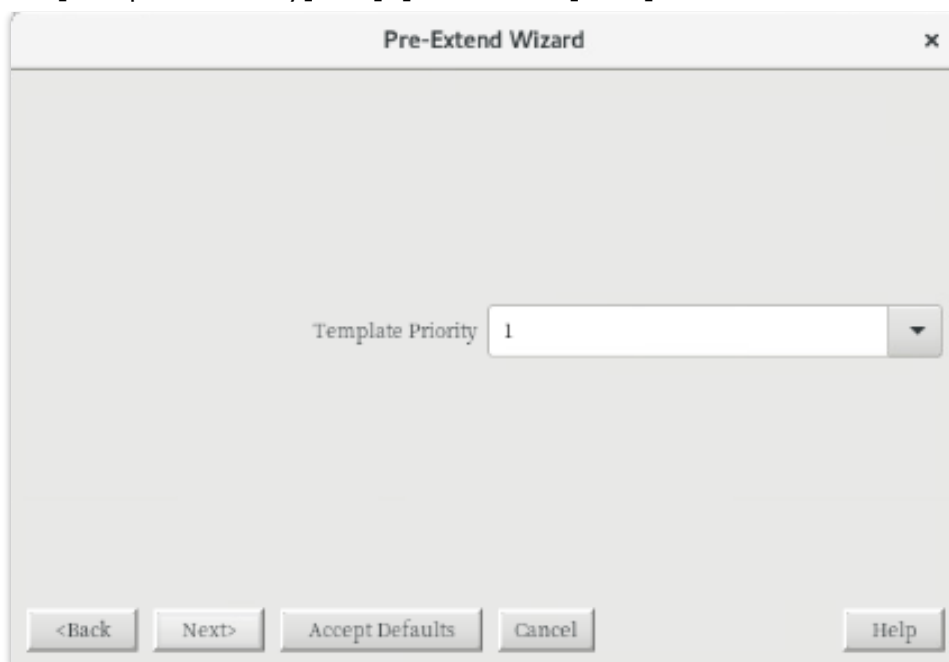 Pre-Extend Wizard ×
Template Priority 1
<Back Next> Accept Defaults Cancel Help